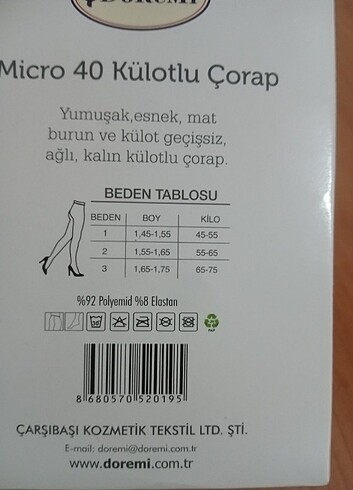 DOREMİ
Micro 40 Külotlu Çorap
Yumuşak,esnek, mat
burun ve külot geçişsiz,
ağlı, kalın külotlu çorap.
BEDEN TABLOSU
BEDEN BOY KİLO
1 1,45-1,55 45-55
2 1,55-1,65 55-65
3 1,65-1,75 65-75
%92 Polyemid %8 Elastan
8 680570 520195
ÇARŞIBAŞI KOZMETİK TEKSTİL LTD. ŞTİ.
E-mail: doremi@doremi.com.tr
www.doremi.com.tr